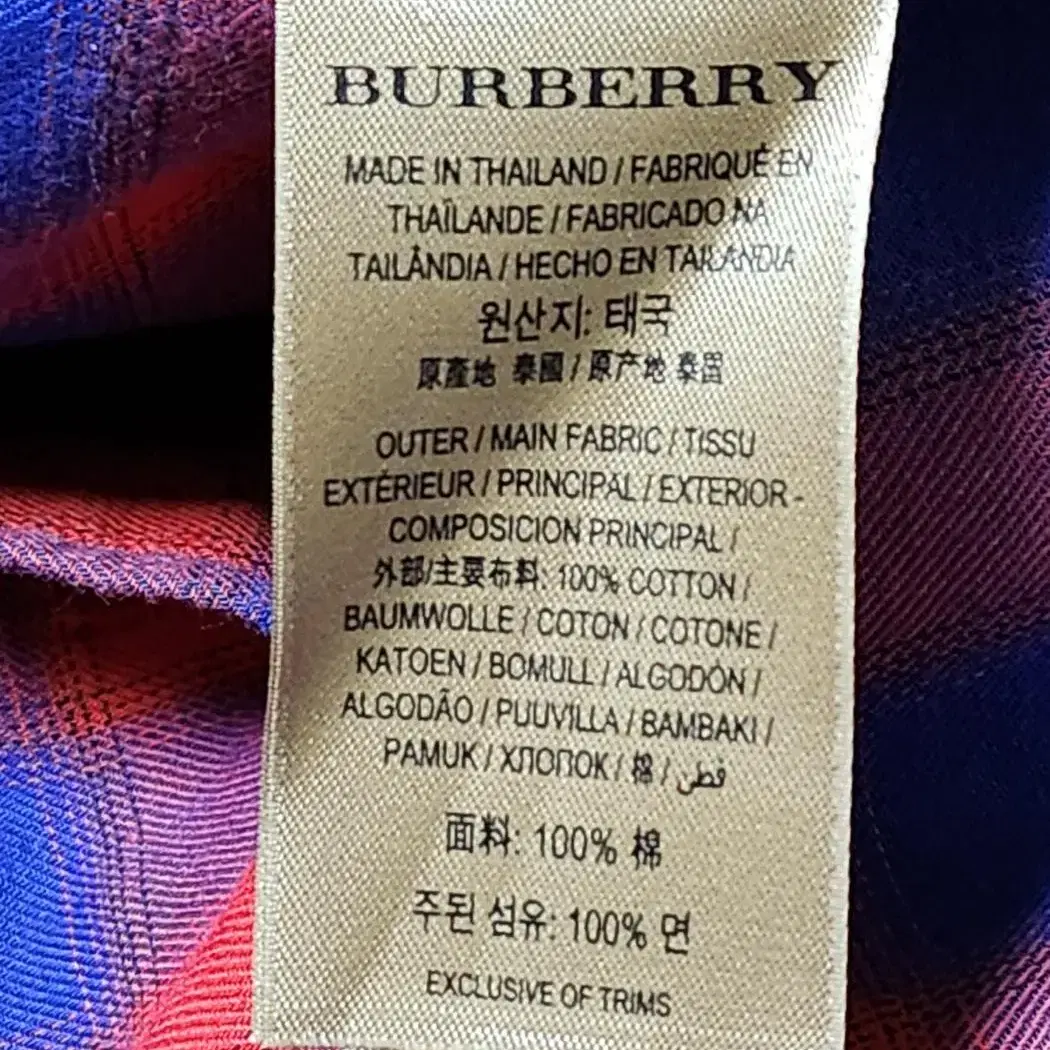 BURBERRY
MADE IN THAILAND / FABRIQUÉ EN
THAÏLANDE / FABRICADO NA
TAILÂNDIA / HECHO EN TAILANDIA
원산지: 태국
原產地 泰國 / 原产地 泰国
OUTER / MAIN FABRIC / TISSU
EXTÉRIEUR / PRINCIPAL / EXTERIOR -
COMPOSICION PRINCIPAL /
外部/主要布料: 100% COTTON /
BAUMWOLLE / COTON / COTONE /
KATOEN / BOMULL / ALGODÓN /
ALGODÃO / PUUVILLA / BAMBAKI /
PAMUK / ХЛОПОК / 棉 / قطن
面料: 100% 棉
주된 섬유: 100% 면
EXCLUSIVE OF TRIMS